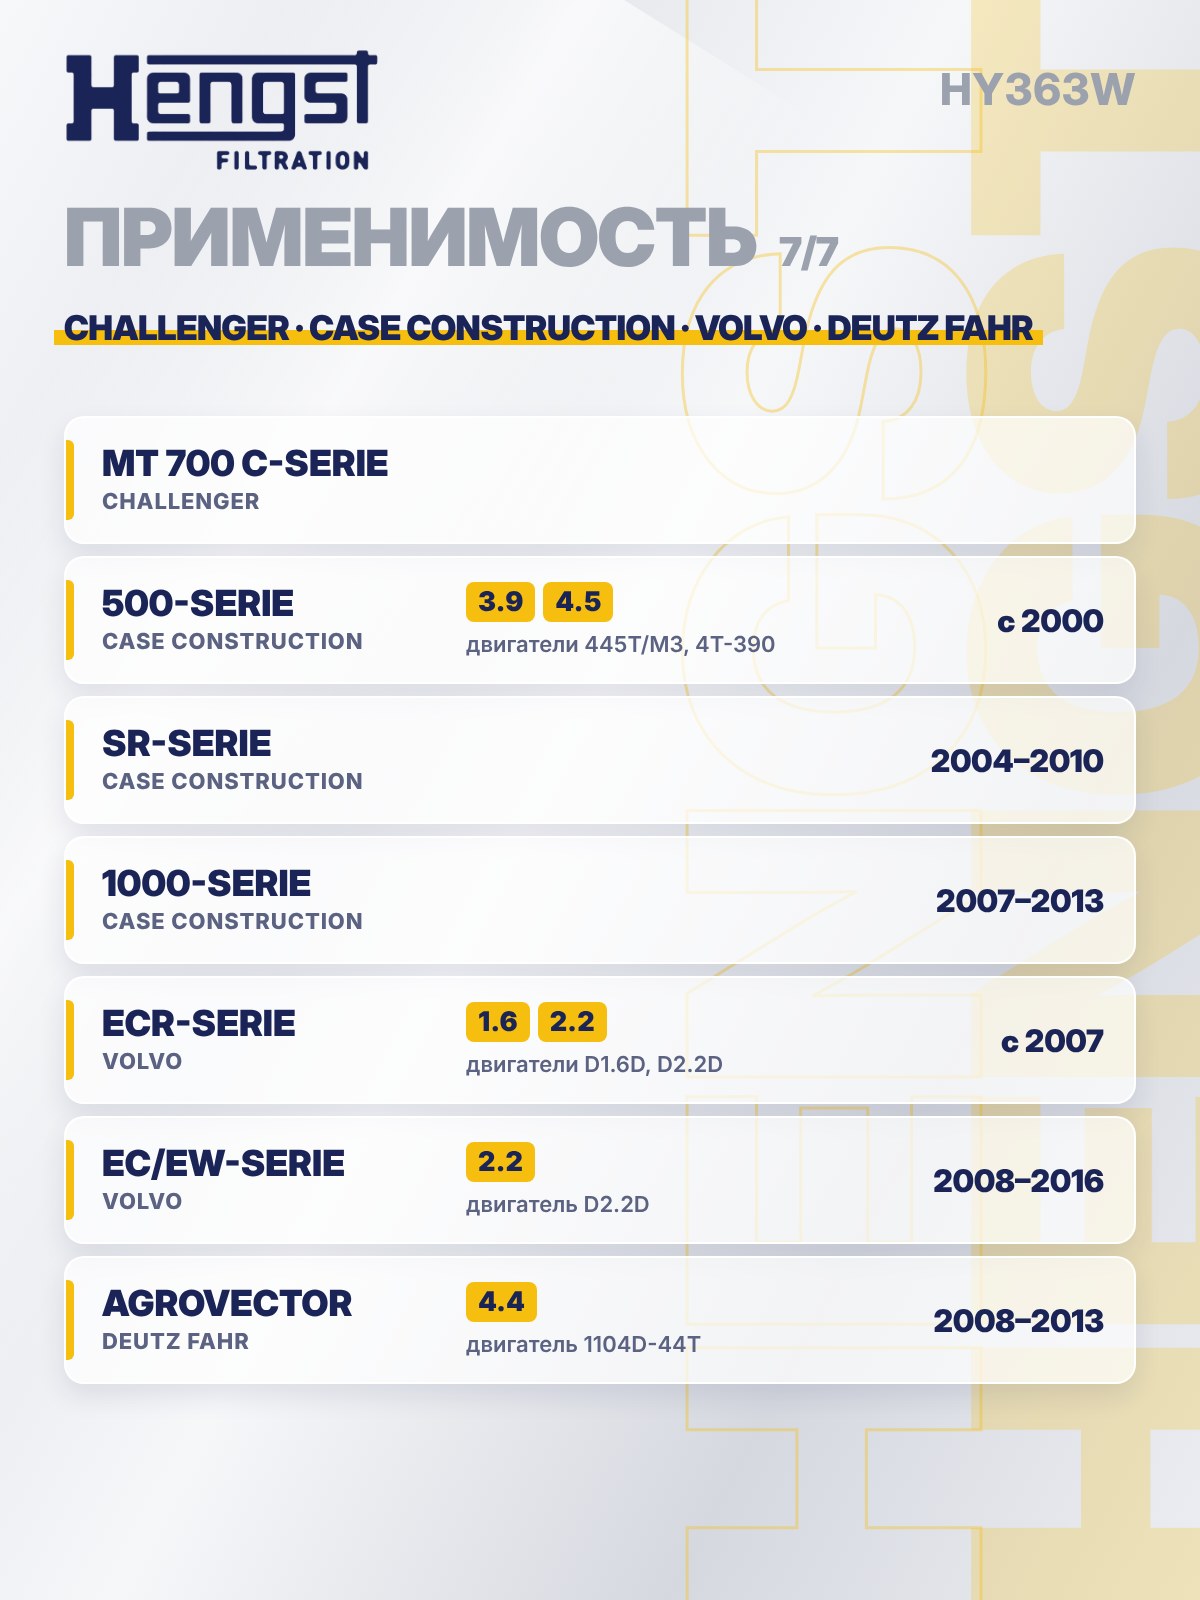 Hengst
FILTRATION
HY363W
ПРИМЕНИМОСТЬ 7/7
CHALLENGER · CASE CONSTRUCTION · VOLVO · DEUTZ FAHR
MT 700 C-SERIE
CHALLENGER
500-SERIE
CASE CONSTRUCTION
3.9 4.5
двигатели 445T/M3, 4T-390
с 2000
SR-SERIE
CASE CONSTRUCTION
2004–2010
1000-SERIE
CASE CONSTRUCTION
2007–2013
ECR-SERIE
VOLVO
1.6 2.2
двигатели D1.6D, D2.2D
с 2007
EC/EW-SERIE
VOLVO
2.2
двигатель D2.2D
2008–2016
AGROVECTOR
DEUTZ FAHR
4.4
двигатель 1104D-44T
2008–2013
HENGST
HENGST